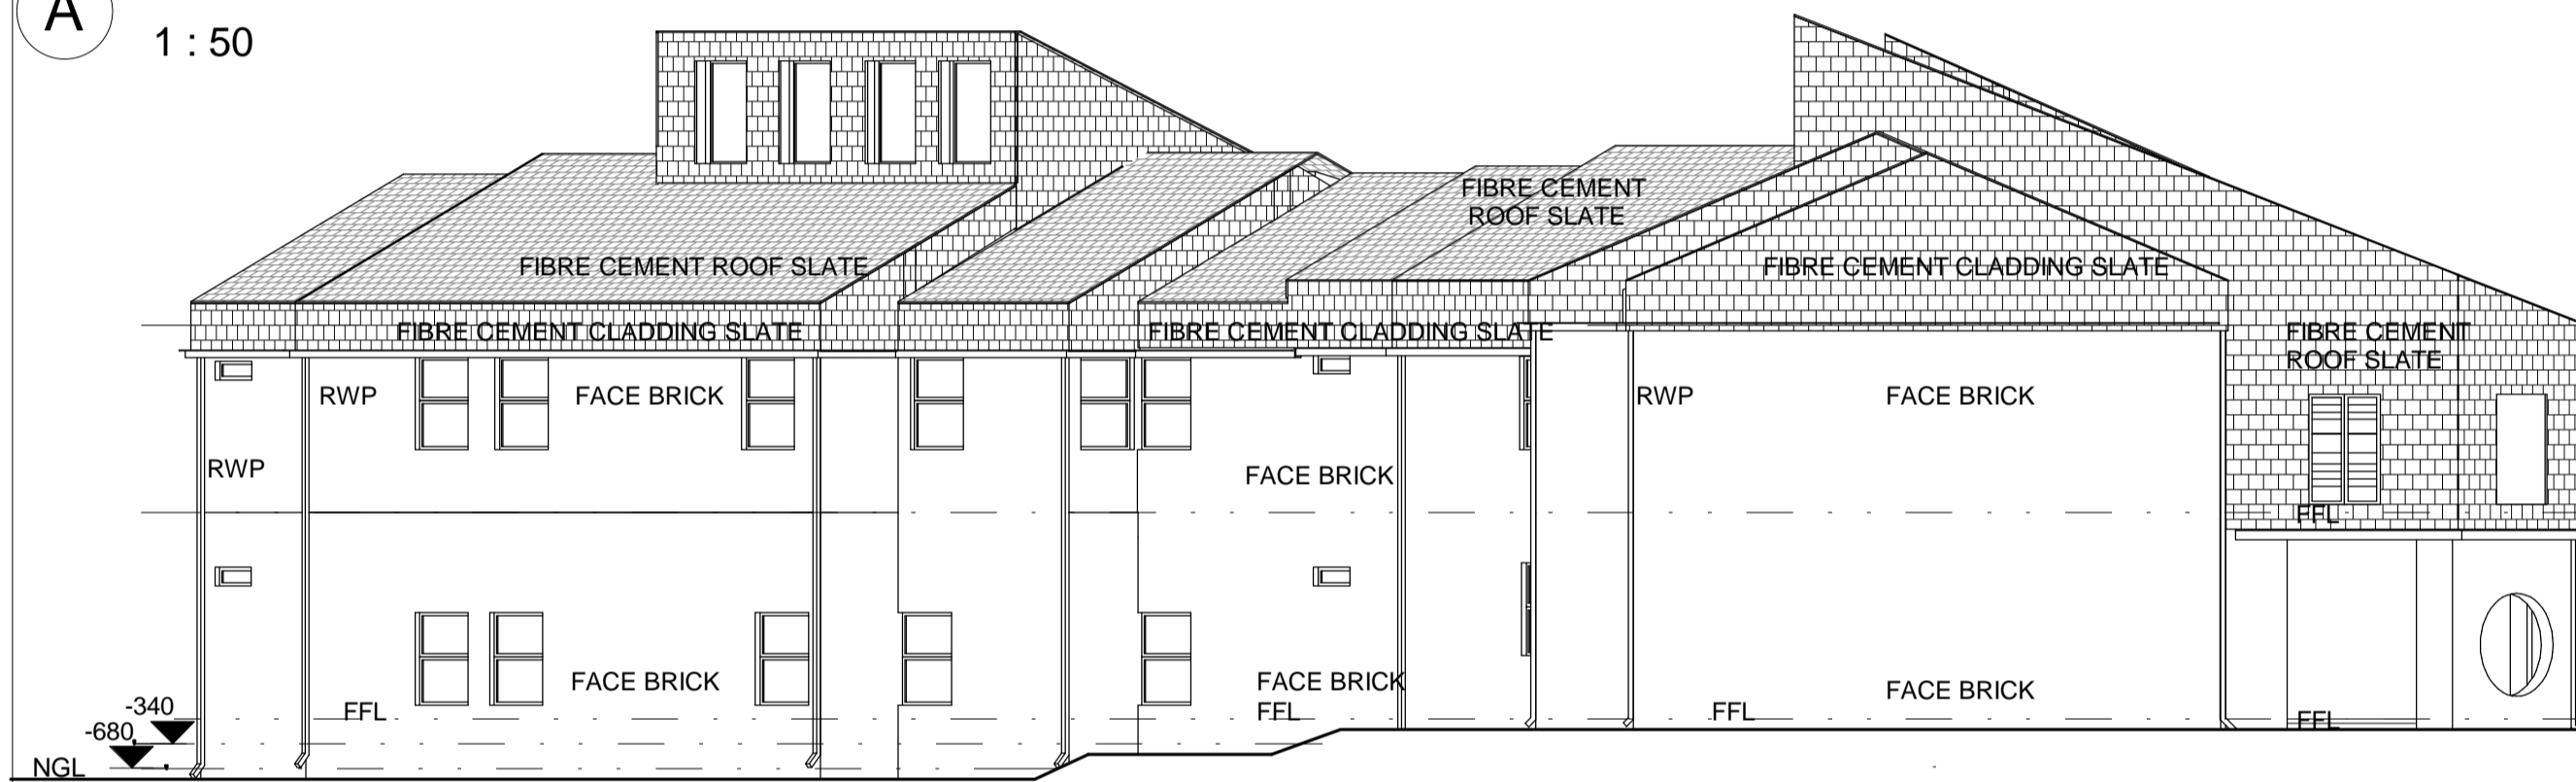 A
1 : 50
FIBRE CEMENT
ROOF SLATE
FIBRE CEMENT ROOF SLATE
FIBRE CEMENT CLADDING SLATE
FIBRE CEMENT CLADDING SLATE
FIBRE CEMENT CLADDING SLATE
FIBRE CEMENT
ROOF SLATE
RWP
FACE BRICK
RWP
FACE BRICK
RWP
FACE BRICK
FFL
FACE BRICK
FACE BRICK
FACE BRICK
-340
FFL
FFL
FFL
FFL
-680
NGL